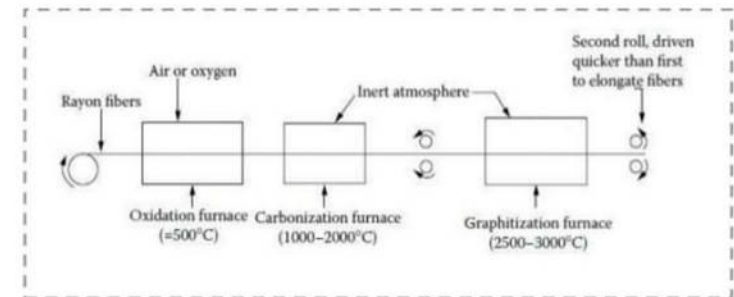 Second roll, driven
quicker than first
to elongate fibers
Air or oxygen
Inert atmosphere
Rayon fibers
Oxidation furnace
(=500°C)
Carbonization furnace
(1000–2000°C)
Graphitization furnace
(2500–3000°C)